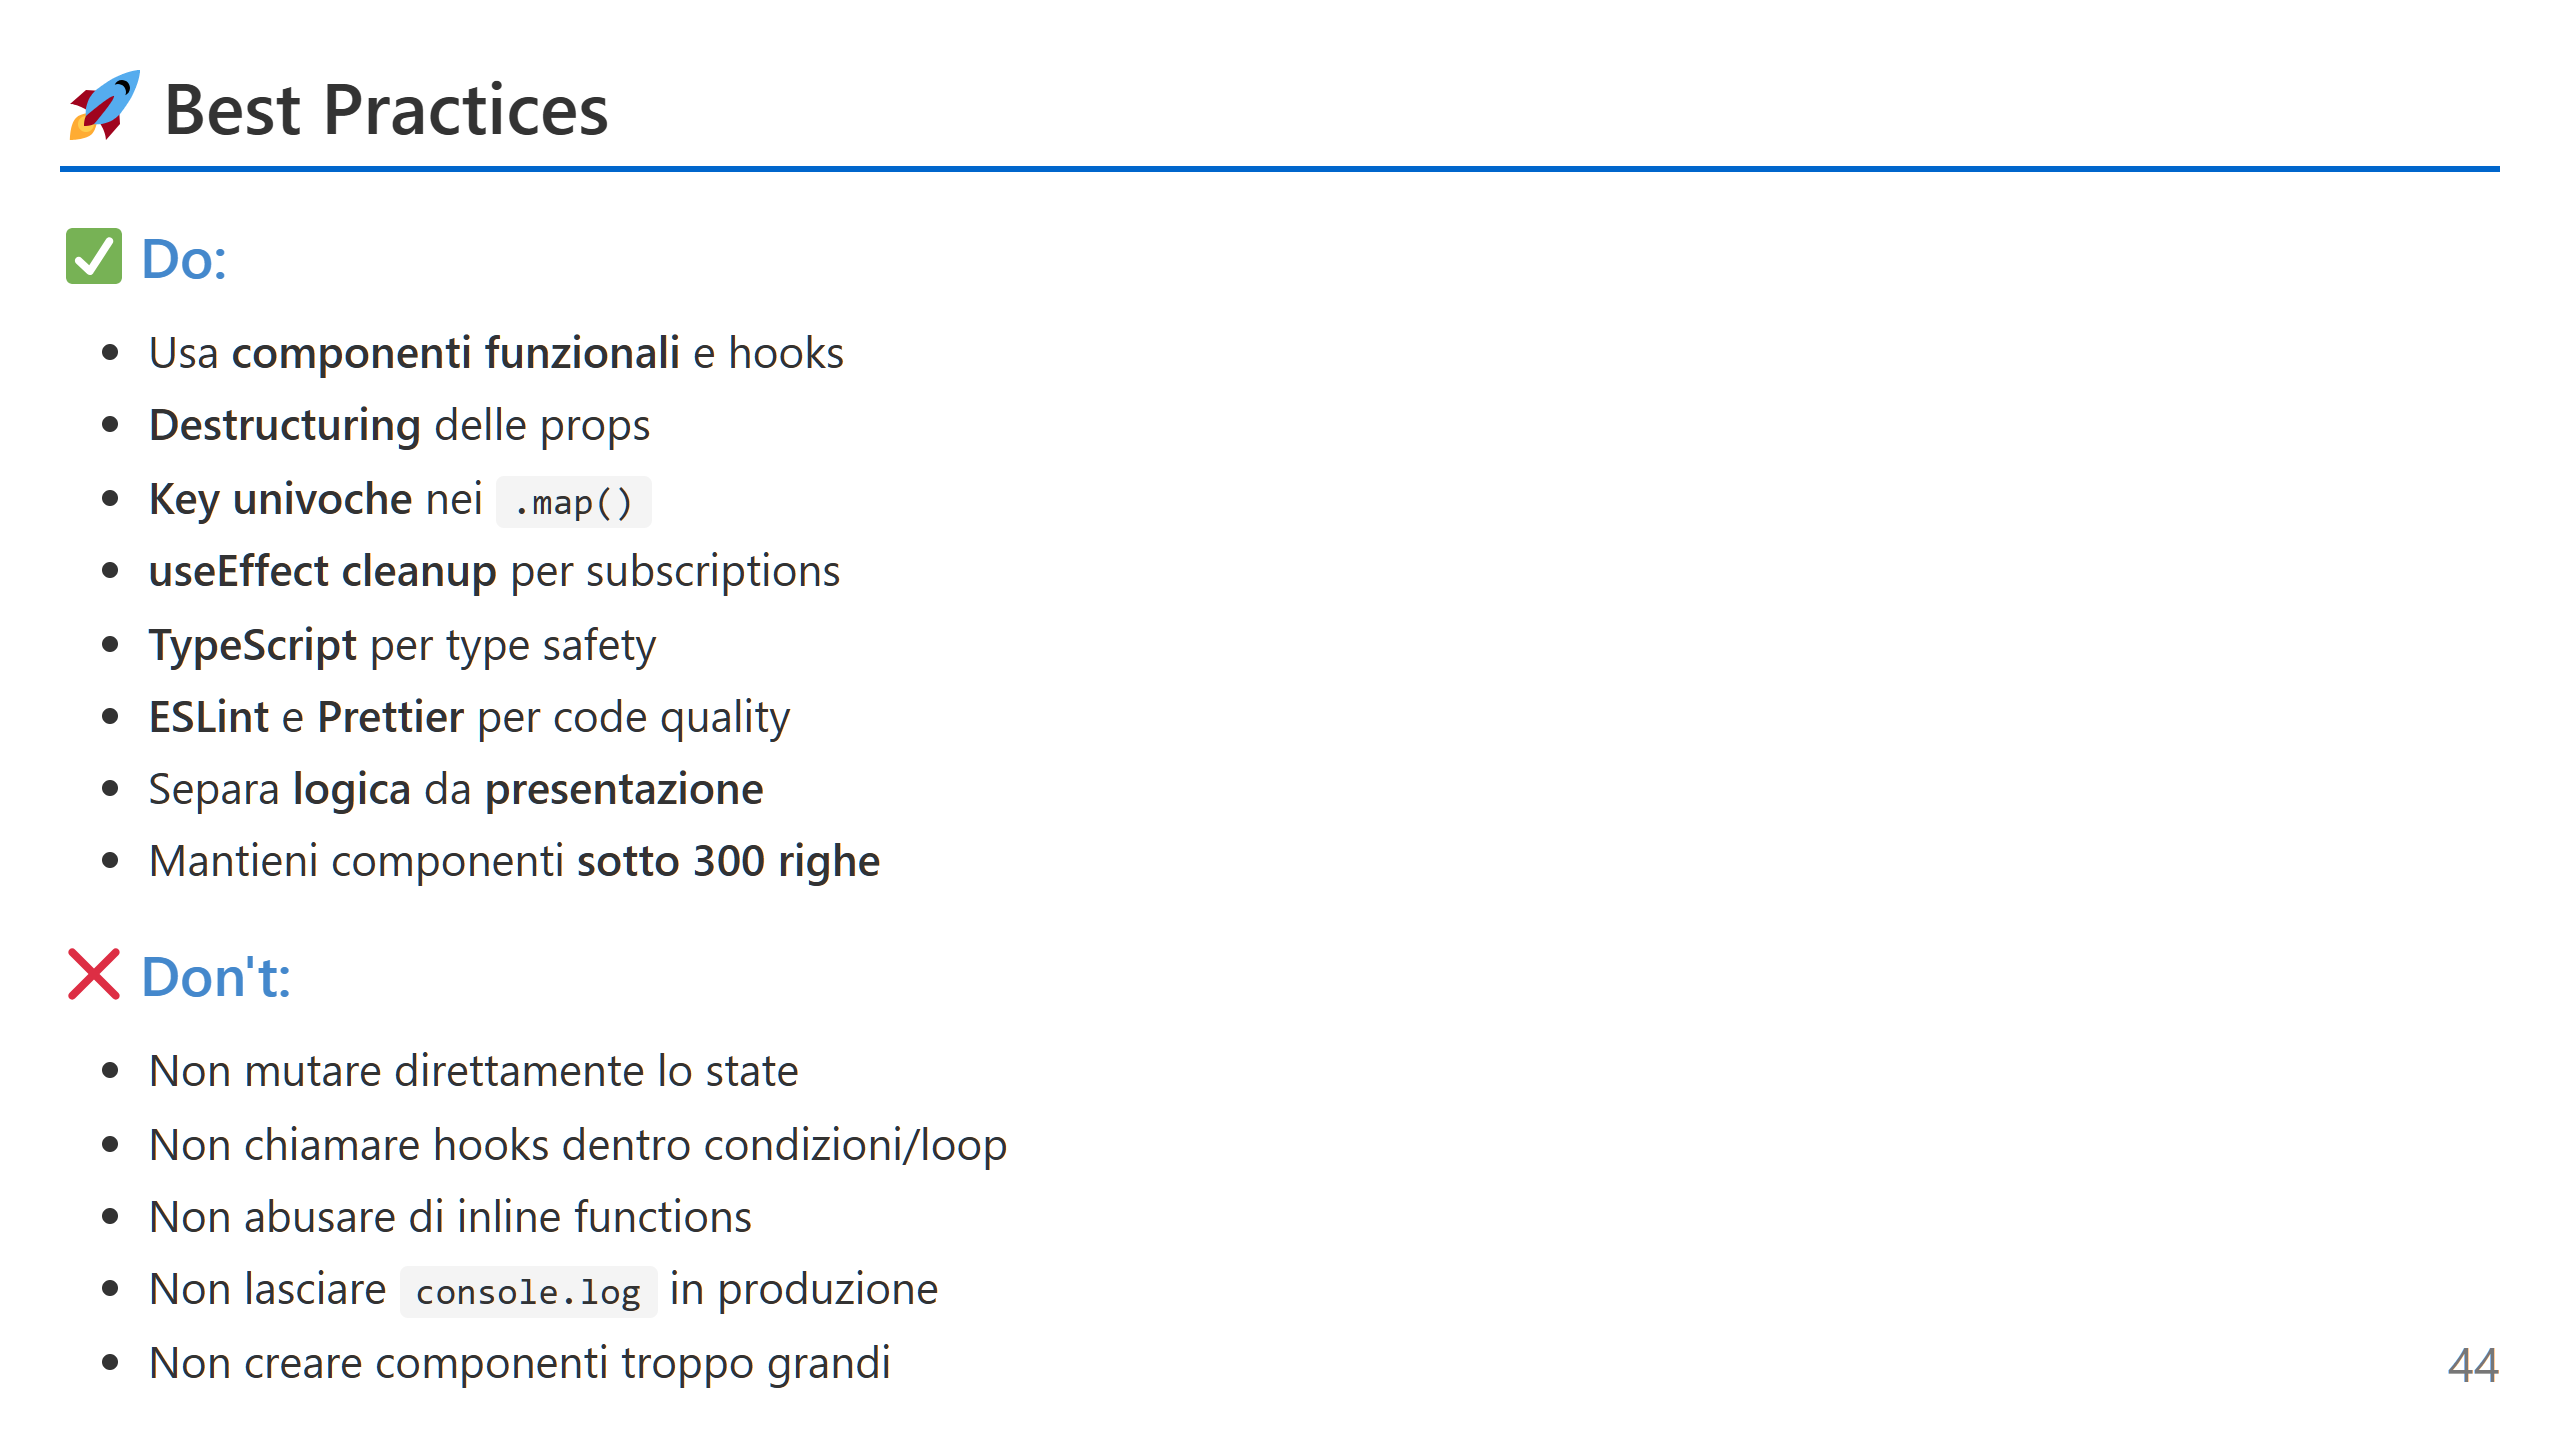 🚀 Best Practices
✅ Do:
• Usa componenti funzionali e hooks
• Destructuring delle props
• Key univoche nei .map()
• useEffect cleanup per subscriptions
• TypeScript per type safety
• ESLint e Prettier per code quality
• Separa logica da presentazione
• Mantieni componenti sotto 300 righe
❌ Don't:
• Non mutare direttamente lo state
• Non chiamare hooks dentro condizioni/loop
• Non abusare di inline functions
• Non lasciare console.log in produzione
• Non creare componenti troppo grandi
44